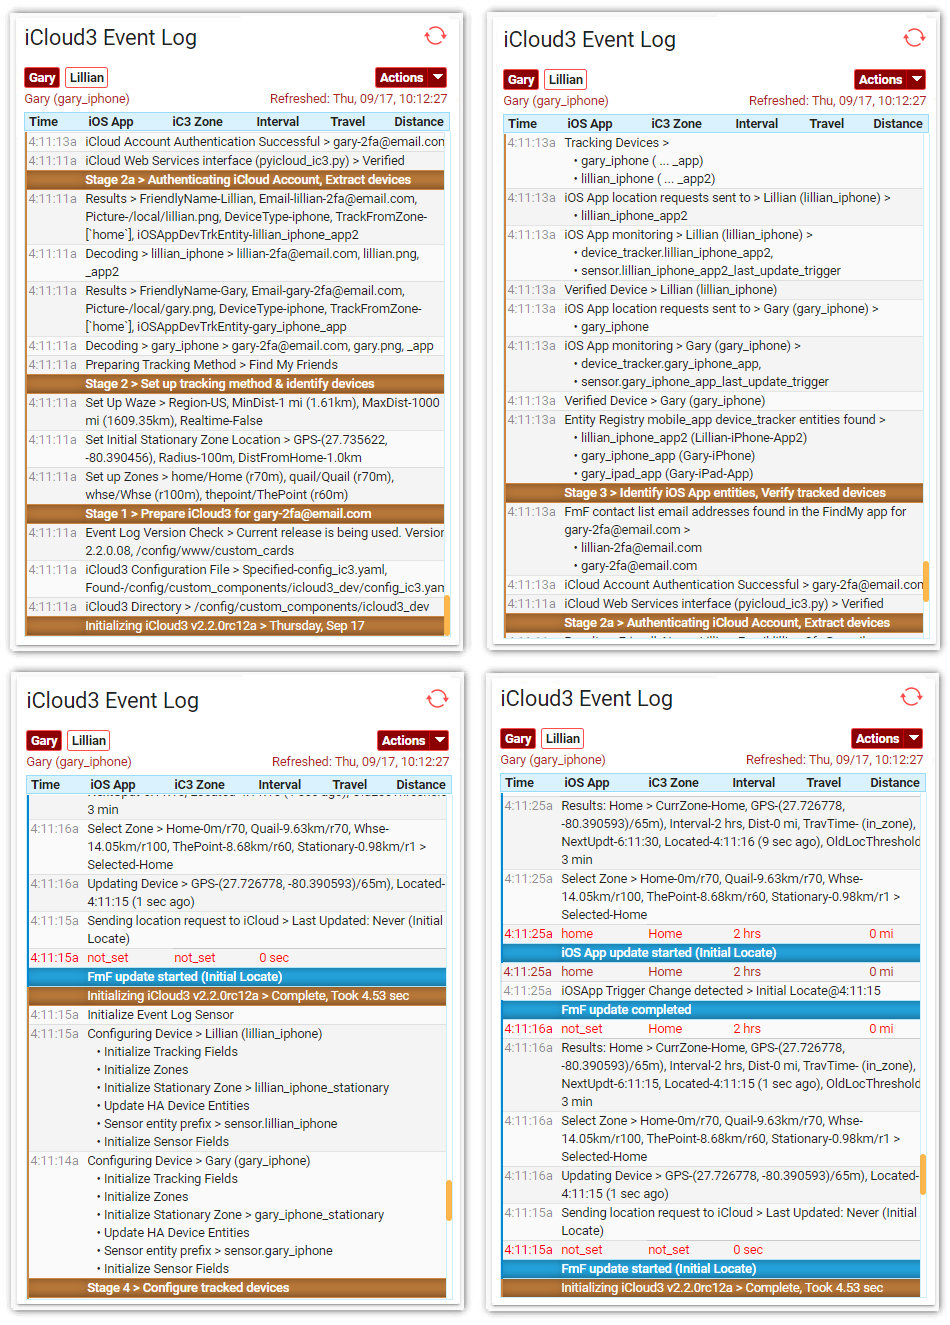 iCloud3 Event Log
Gary Lillian Actions
Gary (gary_iphone) Refreshed: Thu, 09/17, 10:12:27
Time iOS App iC3 Zone Interval Travel Distance
4:11:13a iCloud Account Authentication Successful > gary-2fa@email.con
4:11:11a iCloud Web Services interface (pyicloud_ic3.py) > Verified
Stage 2a > Authenticating iCloud Account, Extract devices
4:11:11a Results > FriendlyName-Lillian, Email-lillian-2fa@email.com,
Picture-/local/lillian.png, DeviceType-iphone, TrackFromZone-
[`home`], iOSAppDevTrkEntity-lillian_iphone_app2
4:11:11a Decoding > lillian_iphone > lillian-2fa@email.com, lillian.png,
_app2
4:11:11a Results > FriendlyName-Gary, Email-gary-2fa@email.com,
Picture-/local/gary.png, DeviceType-iphone, TrackFromZone-
[`home`], iOSAppDevTrkEntity-gary_iphone_app
4:11:11a Decoding > gary_iphone > gary-2fa@email.com, gary.png, _app
4:11:11a Preparing Tracking Method > Find My Friends
Stage 2 > Set up tracking method & identify devices
4:11:11a Set Up Waze > Region-US, MinDist-1 mi (1.61km), MaxDist-1000
mi (1609.35km), Realtime-False
4:11:11a Set Initial Stationary Zone Location > GPS-(27.735622,
-80.390456), Radius-100m, DistFromHome-1.0km
4:11:11a Set up Zones > home/Home (r70m), quail/Quail (r70m),
whse/Whse (r100m), thepoint/ThePoint (r60m)
Stage 1 > Prepare iCloud3 for gary-2fa@email.com
4:11:11a Event Log Version Check > Current release is being used. Version
2.2.0.08, /config/www/custom_cards
4:11:11a iCloud3 Configuration File > Specified-config_ic3.yaml,
Found-/config/custom_components/icloud3_dev/config_ic3.yam
4:11:11a iCloud3 Directory > /config/custom_components/icloud3_dev
Initializing iCloud3 v2.2.0rc12a > Thursday, Sep 17
iCloud3 Event Log
Gary Lillian Actions
Gary (gary_iphone) Refreshed: Thu, 09/17, 10:12:27
Time iOS App iC3 Zone Interval Travel Distance
4:11:13a Tracking Devices >
• gary_iphone ( ... _app)
• lillian_iphone ( ... _app2)
4:11:13a iOS App location requests sent to > Lillian (lillian_iphone) >
• lillian_iphone_app2
4:11:13a iOS App monitoring > Lillian (lillian_iphone) >
• device_tracker.lillian_iphone_app2,
• sensor.lillian_iphone_app2_last_update_trigger
4:11:13a Verified Device > Lillian (lillian_iphone)
4:11:13a iOS App location requests sent to > Gary (gary_iphone) >
• gary_iphone
4:11:13a iOS App monitoring > Gary (gary_iphone) >
• device_tracker.gary_iphone_app,
• sensor.gary_iphone_app_last_update_trigger
4:11:13a Verified Device > Gary (gary_iphone)
4:11:13a Entity Registry mobile_app device_tracker entities found >
• lillian_iphone_app2 (Lillian-iPhone-App2)
• gary_iphone_app (Gary-iPhone)
• gary_ipad_app (Gary-iPad-App)
Stage 3 > Identify iOS App entities, Verify tracked devices
4:11:13a FmF contact list email addresses found in the FindMy app for
gary-2fa@email.com >
• lillian-2fa@email.com
• gary-2fa@email.com
4:11:13a iCloud Account Authentication Successful > gary-2fa@email.con
4:11:11a iCloud Web Services interface (pyicloud_ic3.py) > Verified
Stage 2a > Authenticating iCloud Account, Extract devices
iCloud3 Event Log
Gary Lillian Actions
Gary (gary_iphone) Refreshed: Thu, 09/17, 10:12:27
Time iOS App iC3 Zone Interval Travel Distance
3 min
4:11:16a Select Zone > Home-0m/r70, Quail-9.63km/r70, Whse-
14.05km/r100, ThePoint-8.68km/r60, Stationary-0.98km/r1 >
Selected-Home
4:11:16a Updating Device > GPS-(27.726778, -80.390593)/65m), Located-
4:11:15 (1 sec ago)
4:11:15a Sending location request to iCloud > Last Updated: Never (Initial
Locate)
4:11:15a not_set not_set 0 sec
FmF update started (Initial Locate)
Initializing iCloud3 v2.2.0rc12a > Complete, Took 4.53 sec
4:11:15a Initialize Event Log Sensor
4:11:15a Configuring Device > Lillian (lillian_iphone)
• Initialize Tracking Fields
• Initialize Zones
• Initialize Stationary Zone > lillian_iphone_stationary
• Update HA Device Entities
• Sensor entity prefix > sensor.lillian_iphone
• Initialize Sensor Fields
4:11:14a Configuring Device > Gary (gary_iphone)
• Initialize Tracking Fields
• Initialize Zones
• Initialize Stationary Zone > gary_iphone_stationary
• Update HA Device Entities
• Sensor entity prefix > sensor.gary_iphone
• Initialize Sensor Fields
Stage 4 > Configure tracked devices
iCloud3 Event Log
Gary Lillian Actions
Gary (gary_iphone) Refreshed: Thu, 09/17, 10:12:27
Time iOS App iC3 Zone Interval Travel Distance
4:11:25a Results: Home > CurrZone-Home, GPS-(27.726778,
-80.390593)/65m), Interval-2 hrs, Dist-0 mi, TravTime- (in_zone),
NextUpdt-6:11:30, Located-4:11:16 (9 sec ago), OldLocThreshold
3 min
4:11:25a Select Zone > Home-0m/r70, Quail-9.63km/r70, Whse-
14.05km/r100, ThePoint-8.68km/r60, Stationary-0.98km/r1 >
Selected-Home
4:11:25a home Home 2 hrs 0 mi
iOS App update started (Initial Locate)
4:11:25a home Home 2 hrs 0 mi
4:11:25a iOSApp Trigger Change detected > Initial Locate@4:11:15
FmF update completed
4:11:16a not_set Home 2 hrs 0 mi
4:11:16a Results: Home > CurrZone-Home, GPS-(27.726778,
-80.390593)/65m), Interval-2 hrs, Dist-0 mi, TravTime- (in_zone),
NextUpdt-6:11:15, Located-4:11:15 (1 sec ago), OldLocThreshold
3 min
4:11:16a Select Zone > Home-0m/r70, Quail-9.63km/r70, Whse-
14.05km/r100, ThePoint-8.68km/r60, Stationary-0.98km/r1 >
Selected-Home
4:11:16a Updating Device > GPS-(27.726778, -80.390593)/65m), Located-
4:11:15 (1 sec ago)
4:11:15a Sending location request to iCloud > Last Updated: Never (Initial
Locate)
4:11:15a not_set not_set 0 sec
FmF update started (Initial Locate)
Initializing iCloud3 v2.2.0rc12a > Complete, Took 4.53 sec